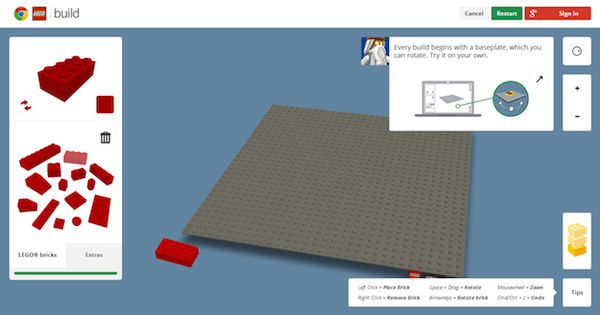 LEGO | build
Cancel
Restart
g+ Sign in
Every build begins with a baseplate, which you
can rotate. Try it on your own.
+
-
LEGO® bricks
Extras
Left Click = Place Brick
Space + Drag = Rotate
Mousewheel = Zoom
Right Click = Remove Brick
Arrowkeys = Rotate brick
Cmd/Ctrl + z = Undo
Tips